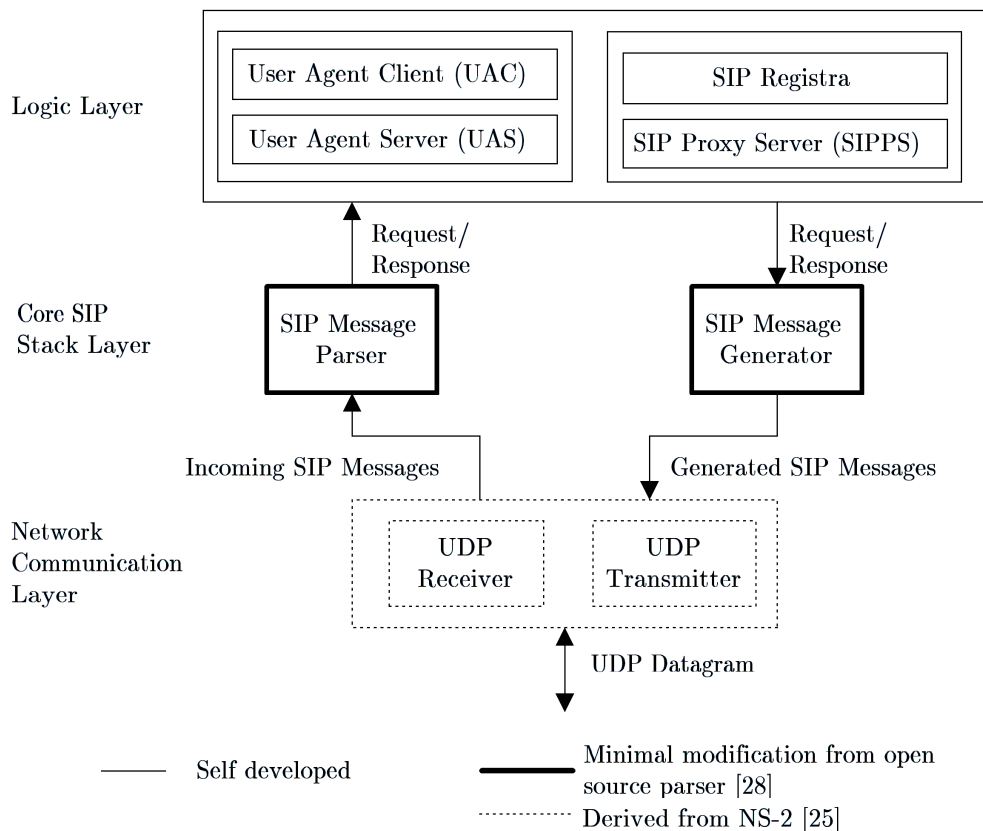 User Agent Client (UAC)
SIP Registra
Logic Layer
User Agent Server (UAS)
SIP Proxy Server (SIPPS)
Request/
Response
Request/
Response
Core SIP
Stack Layer
SIP Message
Parser
SIP Message
Generator
Incoming SIP Messages
Generated SIP Messages
Network
Communication
Layer
UDP
Receiver
UDP
Transmitter
UDP Datagram
Self developed
Minimal modification from open
source parser [28]
Derived from NS-2 [25]